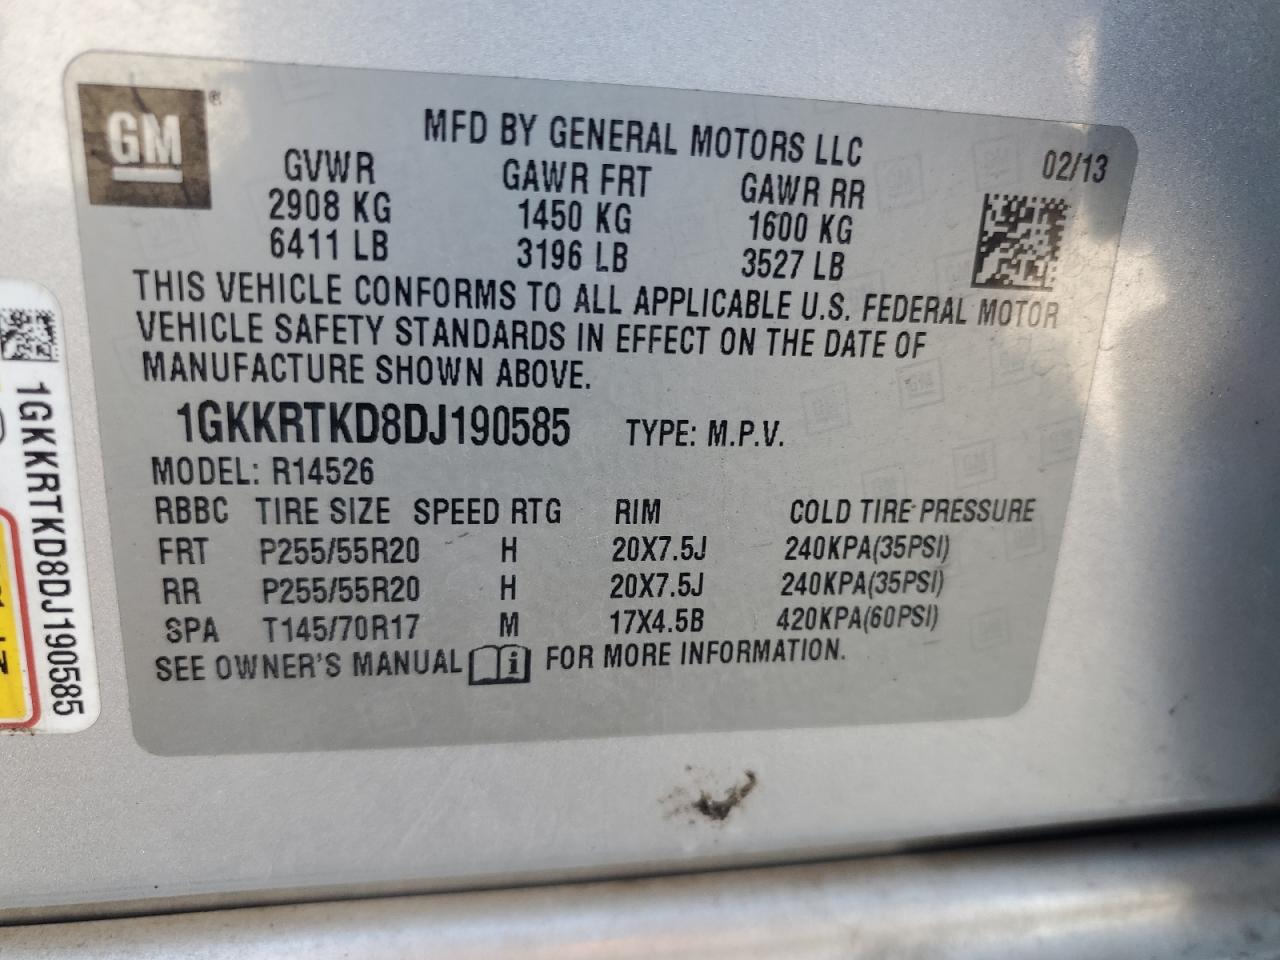 GM®
MFD BY GENERAL MOTORS LLC
02/13
GVWR GAWR FRT GAWR RR
2908 KG 1450 KG 1600 KG
6411 LB 3196 LB 3527 LB
THIS VEHICLE CONFORMS TO ALL APPLICABLE U.S. FEDERAL MOTOR
VEHICLE SAFETY STANDARDS IN EFFECT ON THE DATE OF
MANUFACTURE SHOWN ABOVE.
1GKKRTKD8DJ190585 TYPE: M.P.V.
MODEL: R14526
RBBC TIRE SIZE SPEED RTG RIM COLD TIRE PRESSURE
FRT P255/55R20 H 20X7.5J 240KPA(35PSI)
RR P255/55R20 H 20X7.5J 240KPA(35PSI)
SPA T145/70R17 M 17X4.5B 420KPA(60PSI)
SEE OWNER'S MANUAL FOR MORE INFORMATION.
1GKKRTKD8DJ190585